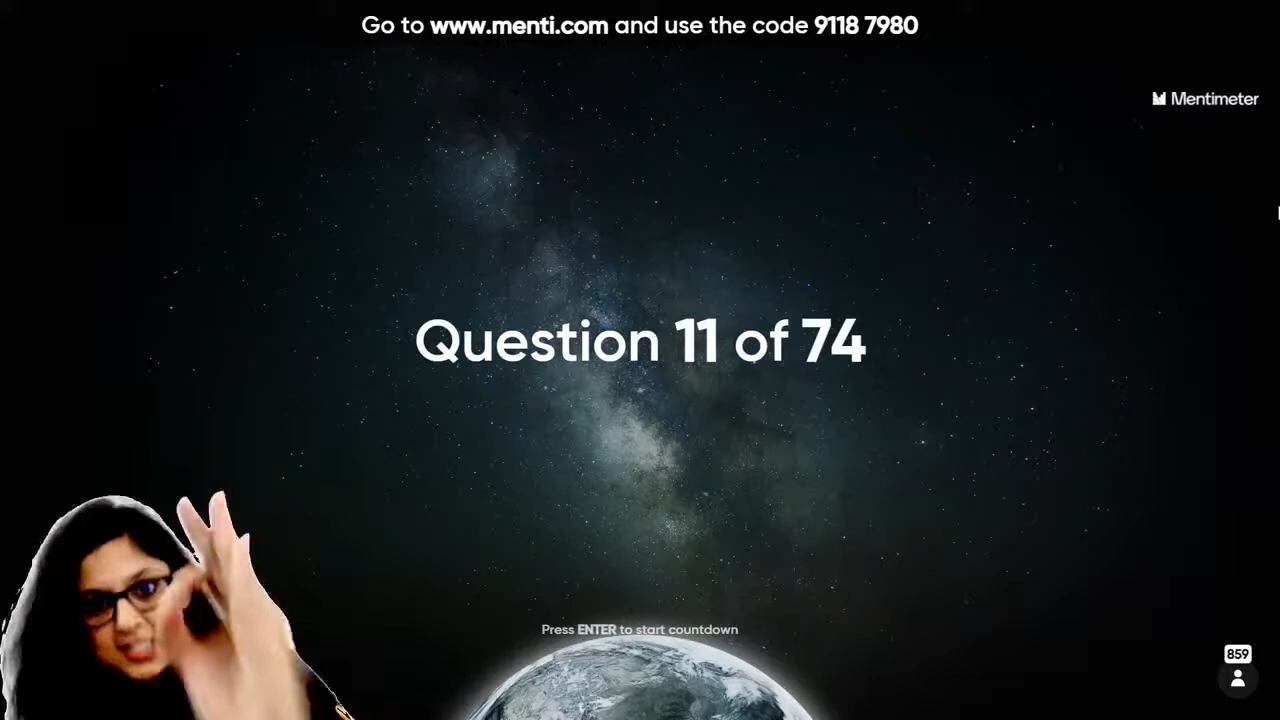 Go to www.menti.com and use the code 9118 7980
Mentimeter
Question 11 of 74
Press ENTER to start countdown
859